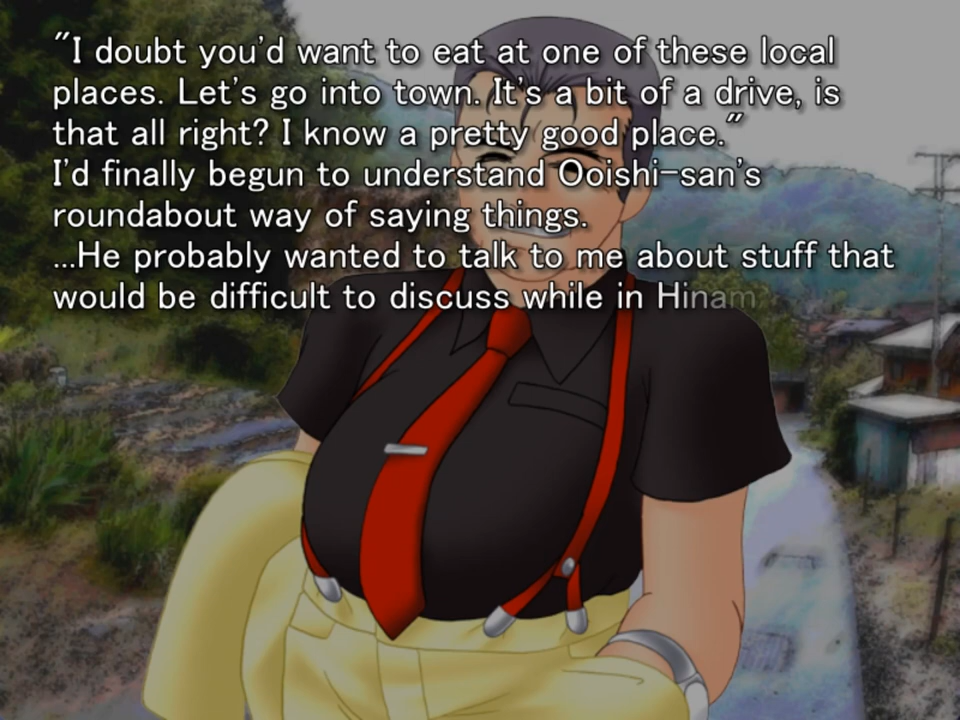 "I doubt you'd want to eat at one of these local
places. Let's go into town. It's a bit of a drive, is
that all right? I know a pretty good place."
I'd finally begun to understand Ooishi-san's
roundabout way of saying things.
...He probably wanted to talk to me about stuff that
would be difficult to discuss while in Hinam